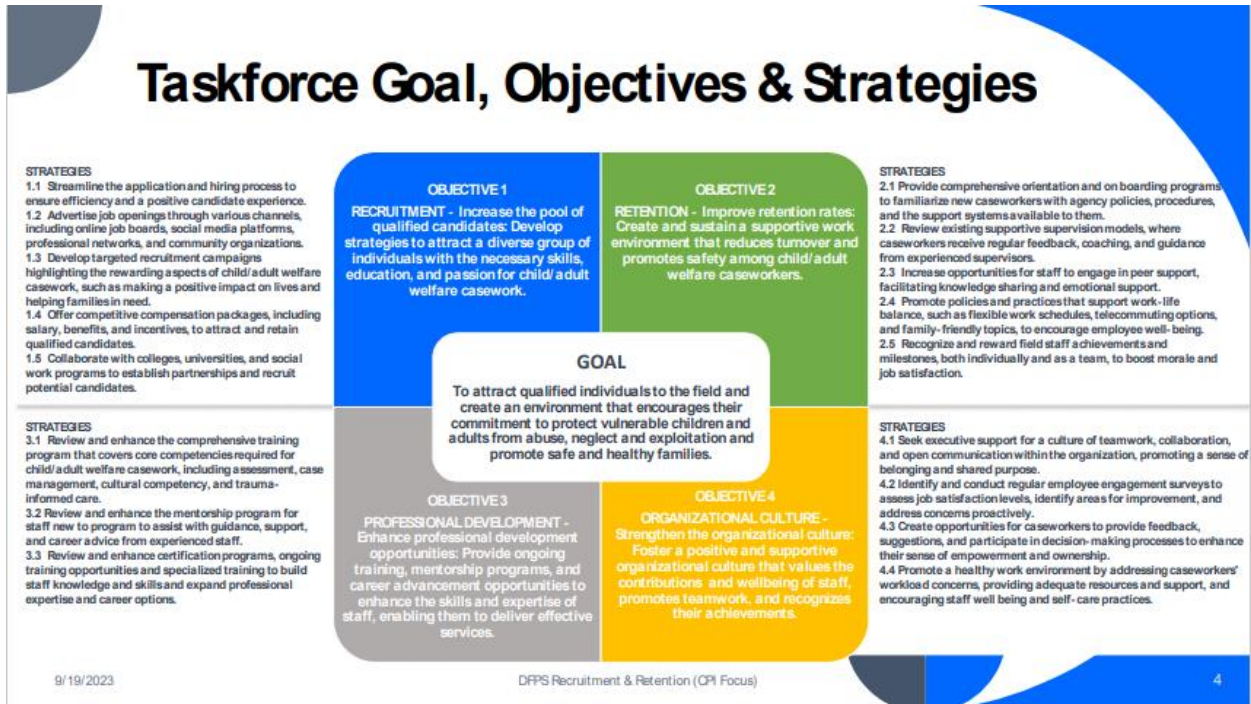 Taskforce Goal, Objectives & Strategies
STRATEGIES
1.1 Streamline the application and hiring process to
ensure efficiency and a positive candidate experience.
1.2 Advertise job openings through various channels,
including online job boards, social media platforms,
professional networks, and community organizations.
1.3 Develop targeted recruitment campaigns
highlighting the rewarding aspects of child/adult welfare
casework, such as making a positive impact on lives and
helping families in need.
1.4 Offer competitive compensation packages, including
salary, benefits, and incentives, to attract and retain
qualified candidates.
1.5 Collaborate with colleges, universities, and social
work programs to establish partnerships and recruit
potential candidates.
OBJECTIVE 1
RECRUITMENT - Increase the pool of
qualified candidates: Develop
strategies to attract a diverse group of
individuals with the necessary skills,
education, and passion for child/adult
welfare casework.
OBJECTIVE 2
RETENTION - Improve retention rates:
Create and sustain a supportive work
environment that reduces turnover and
promotes safety among child/adult
welfare caseworkers.
STRATEGIES
2.1 Provide comprehensive orientation and on boarding programs
to familiarize new caseworkers with agency policies, procedures,
and the support systems available to them.
2.2 Review existing supportive supervision models, where
caseworkers receive regular feedback, coaching, and guidance
from experienced supervisors.
2.3 Increase opportunities for staff to engage in peer support,
facilitating knowledge sharing and emotional support.
2.4 Promote policies and practices that support work-life
balance, such as flexible work schedules, telecommuting options,
and family-friendly topics, to encourage employee well-being.
2.5 Recognize and reward field staff achievements and
milestones, both individually and as a team, to boost morale and
job satisfaction.
GOAL
To attract qualified individuals to the field and
create an environment that encourages their
commitment to protect vulnerable children and
adults from abuse, neglect and exploitation and
promote safe and healthy families.
STRATEGIES
3.1 Review and enhance the comprehensive training
program that covers core competencies required for
child/adult welfare casework, including assessment, case
management, cultural competency, and trauma-
informed care.
3.2 Review and enhance the mentorship program for
staff new to program to assist with guidance, support,
and career advice from experienced staff.
3.3 Review and enhance certification programs, ongoing
training opportunities and specialized training to build
staff knowledge and skills and expand professional
expertise and career options.
OBJECTIVE 3
PROFESSIONAL DEVELOPMENT -
Enhance professional development
opportunities: Provide ongoing
training, mentorship programs, and
career advancement opportunities to
enhance the skills and expertise of
staff, enabling them to deliver effective
services.
OBJECTIVE 4
ORGANIZATIONAL CULTURE -
Strengthen the organizational culture:
Foster a positive and supportive
organizational culture that values the
contributions and wellbeing of staff,
promotes teamwork, and recognizes
their achievements.
STRATEGIES
4.1 Seek executive support for a culture of teamwork, collaboration,
and open communication within the organization, promoting a sense of
belonging and shared purpose.
4.2 Identify and conduct regular employee engagement surveys to
assess job satisfaction levels, identify areas for improvement, and
address concerns proactively.
4.3 Create opportunities for caseworkers to provide feedback,
suggestions, and participate in decision-making processes to enhance
their sense of empowerment and ownership.
4.4 Promote a healthy work environment by addressing caseworkers'
workload concerns, providing adequate resources and support, and
encouraging staff well being and self-care practices.
9/19/2023
DFPS Recruitment & Retention (CPI Focus)
4